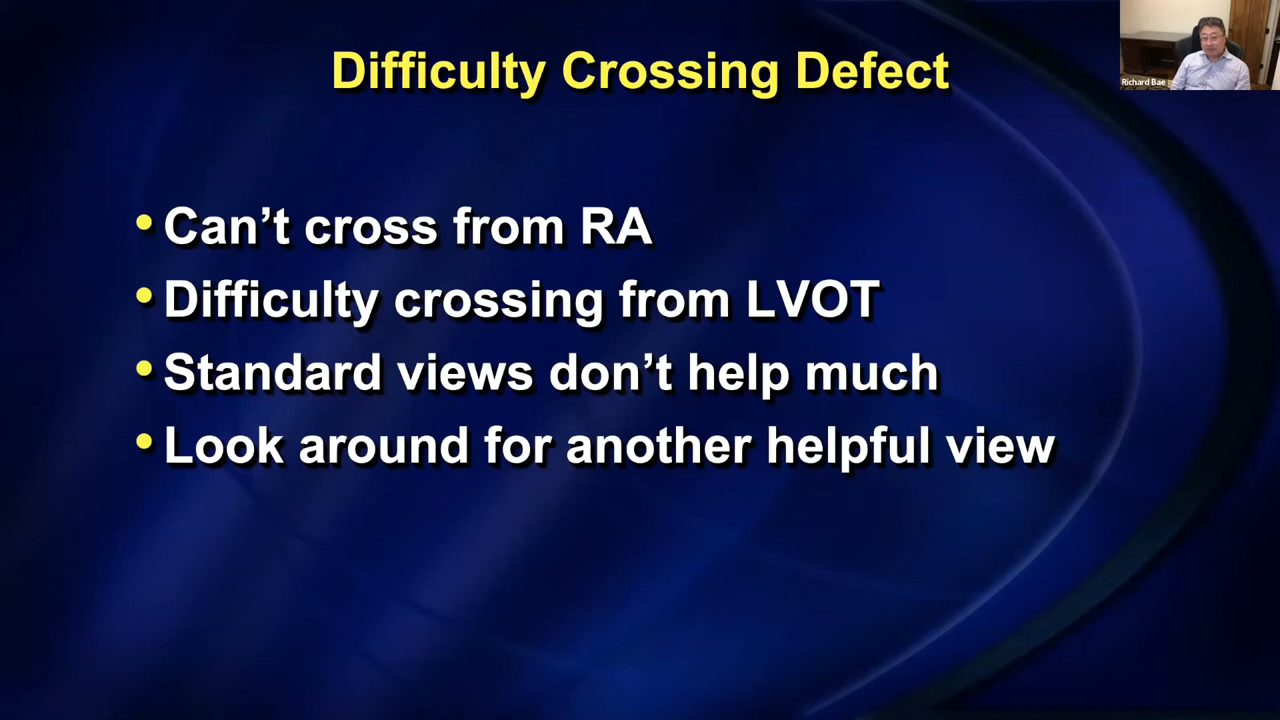 Difficulty Crossing Defect
Richard Bae
• Can’t cross from RA
• Difficulty crossing from LVOT
• Standard views don’t help much
• Look around for another helpful view